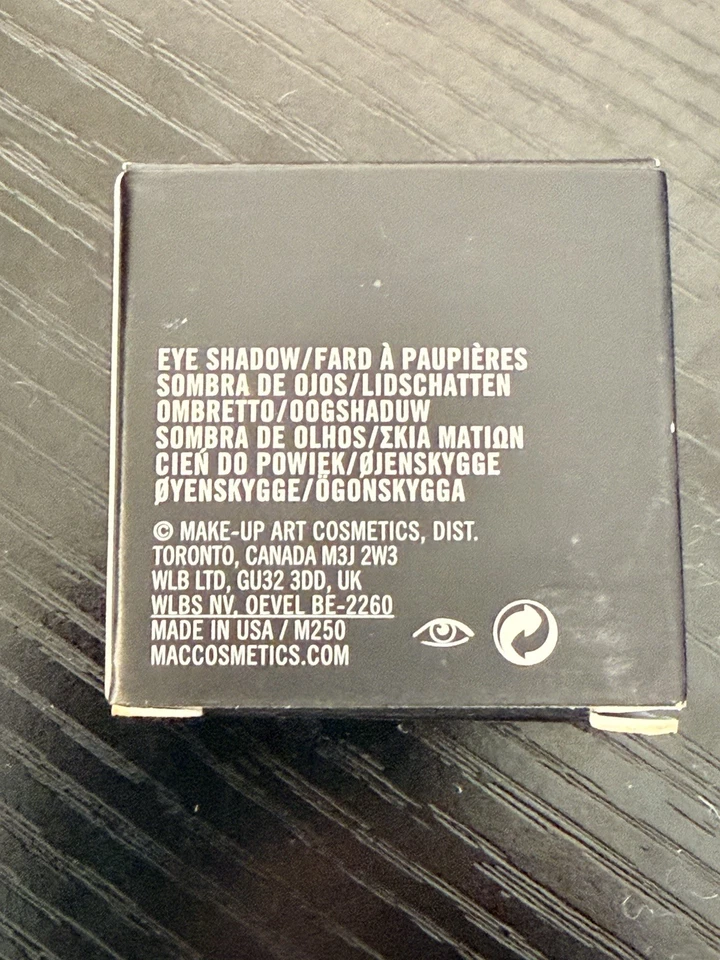 EYE SHADOW/FARD À PAUPIÈRES
SOMBRA DE OJOS/LIDSCHATTEN
OMBRETTO/OOGSHADUW
SOMBRA DE OLHOS/ΣΚΙΑ ΜΑΤΙΩΝ
CIEŃ DO POWIEK/ØJENSKYGGE
ØYENSKYGGE/ÖGONSKYGGA
© MAKE-UP ART COSMETICS, DIST.
TORONTO, CANADA M3J 2W3
WLB LTD, GU32 3DD, UK
WLBS NV, OEVEL BE-2260
MADE IN USA / M250
MACCOSMETICS.COM